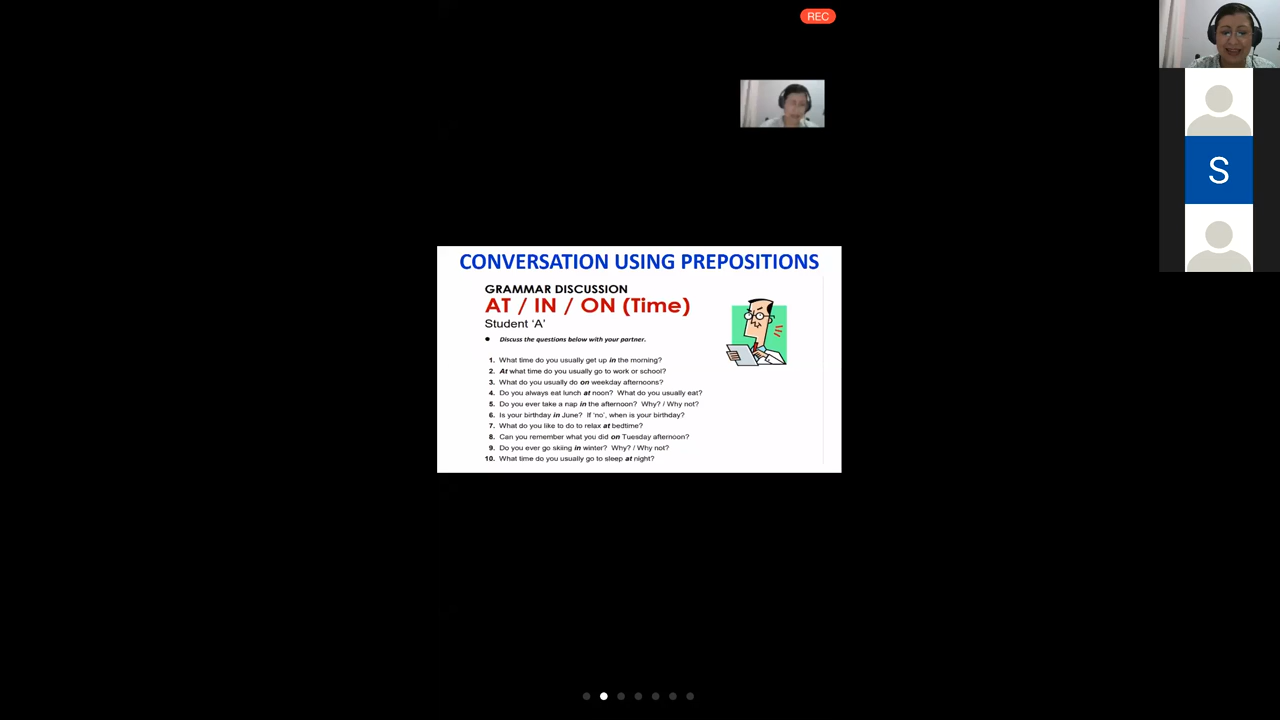 REC
S
CONVERSATION USING PREPOSITIONS
GRAMMAR DISCUSSION
AT / IN / ON (Time)
Student ‘A’
● Discuss the questions below with your partner.
1. What time do you usually get up in the morning?
2. At what time do you usually go to work or school?
3. What do you usually do on weekday afternoons?
4. Do you always eat lunch at noon? What do you usually eat?
5. Do you ever take a nap in the afternoon? Why? / Why not?
6. Is your birthday in June? If ‘no’, when is your birthday?
7. What do you like to do to relax at bedtime?
8. Can you remember what you did on Tuesday afternoon?
9. Do you ever go skiing in winter? Why? / Why not?
10. What time do you usually go to sleep at night?